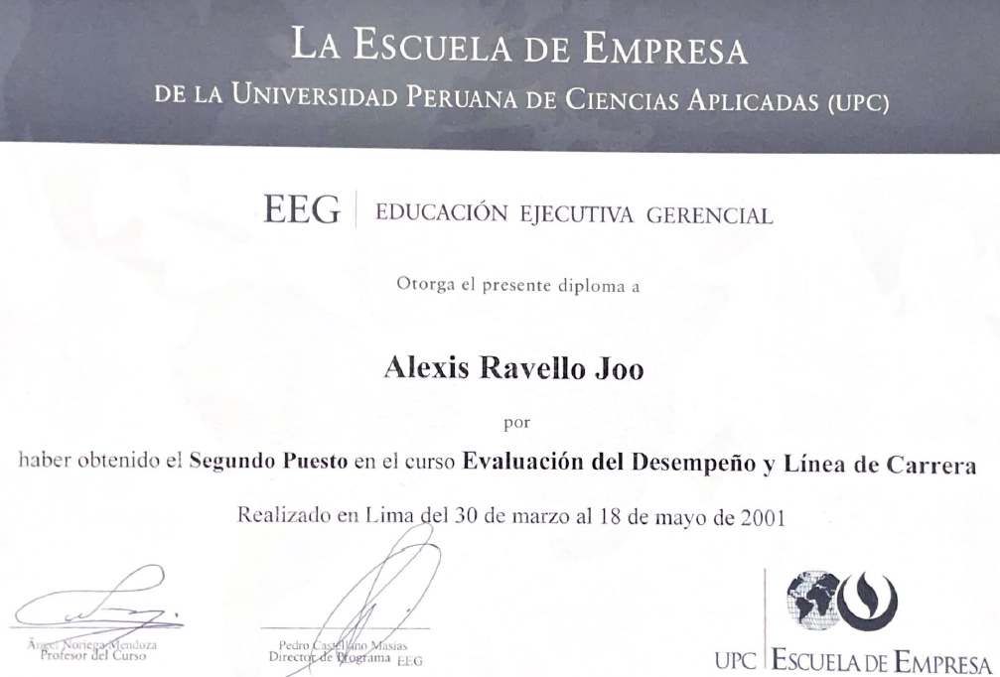 LA ESCUELA DE EMPRESA
DE LA UNIVERSIDAD PERUANA DE CIENCIAS APLICADAS (UPC)
EEG EDUCACIÓN EJECUTIVA GERENCIAL
Otorga el presente diploma a
Alexis Ravello Joo
por
haber obtenido el Segundo Puesto en el curso Evaluación del Desempeño y Línea de Carrera
Realizado en Lima del 30 de marzo al 18 de mayo de 2001
Ángel Noriega Mendoza
Profesor del Curso
Pedro Castellano Masias
Director de Programa EEG
UPC ESCUELA DE EMPRESA